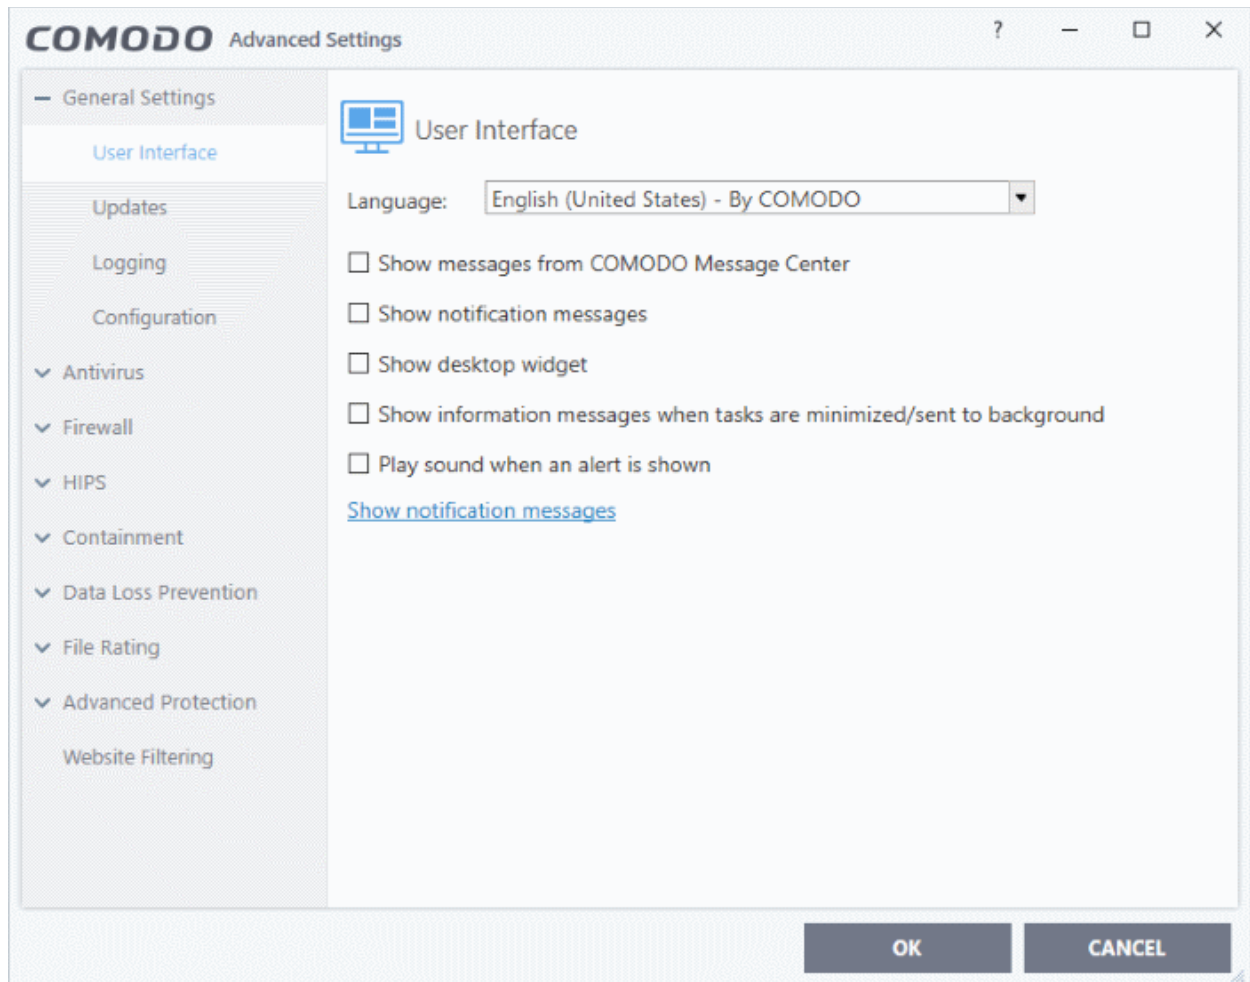 COMODO Advanced Settings ?
General Settings
User Interface
Updates
Logging
Configuration
Antivirus
Firewall
HIPS
Containment
Data Loss Prevention
File Rating
Advanced Protection
Website Filtering
User Interface
Language: English (United States) - By COMODO
Show messages from COMODO Message Center
Show notification messages
Show desktop widget
Show information messages when tasks are minimized/sent to background
Play sound when an alert is shown
Show notification messages
OK CANCEL